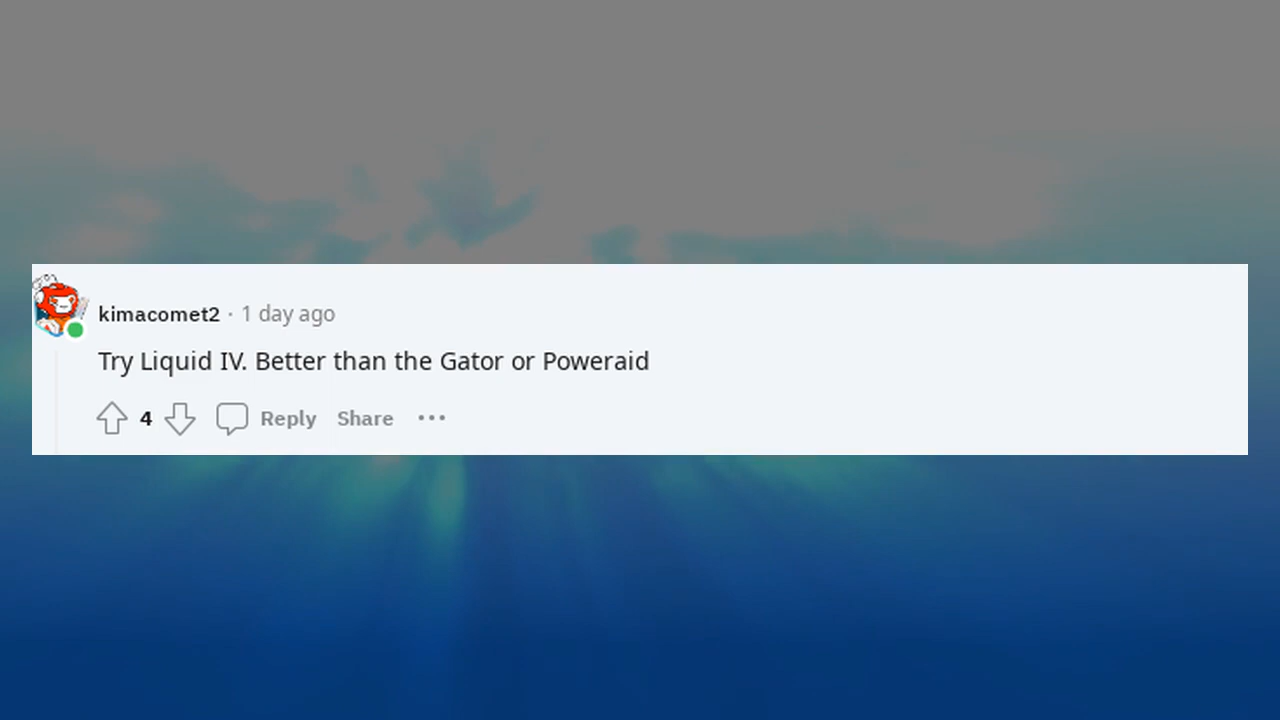 kimacomet2 · 1 day ago
Try Liquid IV. Better than the Gator or Poweraid
4 Reply Share ···